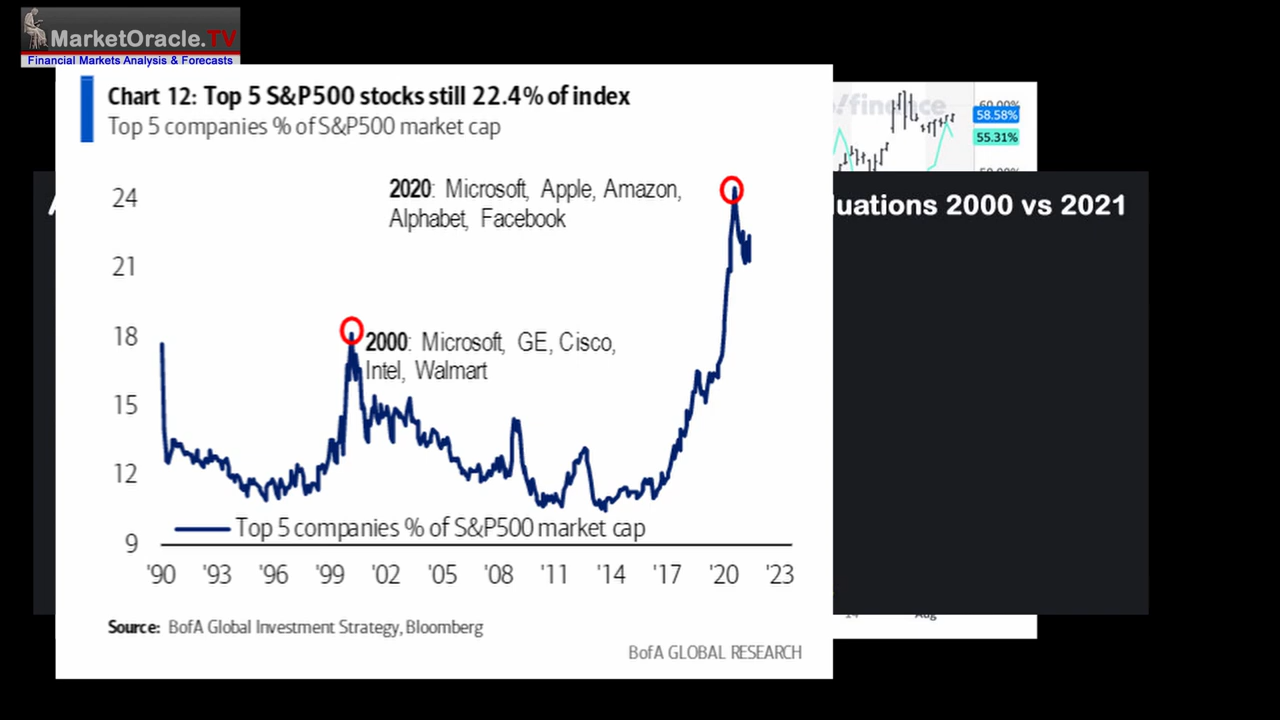 MarketOracle.TV
Financial Markets Analysis & Forecasts
Chart 12: Top 5 S&P500 stocks still 22.4% of index
Top 5 companies % of S&P500 market cap
finance
60.00%
58.58%
55.31%
luations 2000 vs 2021
2020: Microsoft, Apple, Amazon,
Alphabet, Facebook
2000: Microsoft, GE, Cisco,
Intel, Walmart
24
21
18
15
12
9
Top 5 companies % of S&P500 market cap
'90 '93 '96 '99 '02 '05 '08 '11 '14 '17 '20 '23
Source: BofA Global Investment Strategy, Bloomberg
BofA GLOBAL RESEARCH
Aug